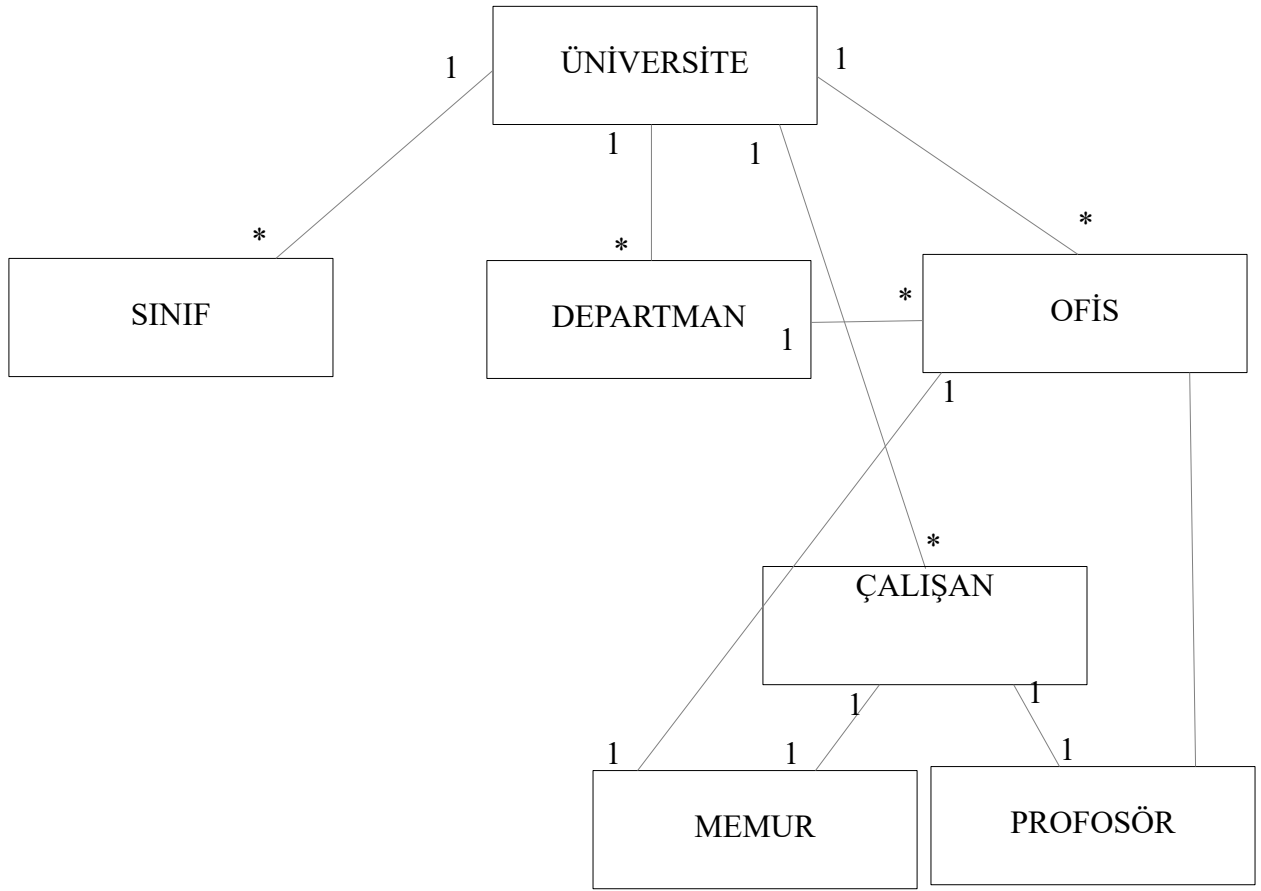 ÜNİVERSİTE
1
1
1
1
*
*
*
SINIF
DEPARTMAN
1
*
OFİS
1
*
ÇALIŞAN
1
1
1
1
1
MEMUR
PROFOSÖR